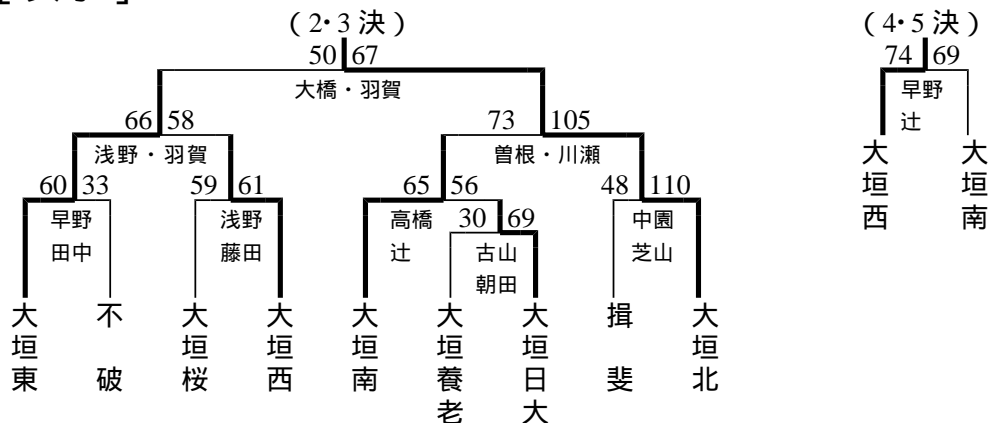 (2・3 決)
(4・5 決)
50 67
74 69
大橋・羽賀
早野
辻
66 58
73 105
浅野・羽賀
曽根・川瀬
大垣西
大垣南
60 33
59 61
65 56
48 110
早野
田中
浅野
藤田
高橋
辻
30 69
中園
芝山
古山
朝田
大垣東
不破
大垣桜
大垣西
大垣南
大垣養老
大垣日大
揖斐
大垣北